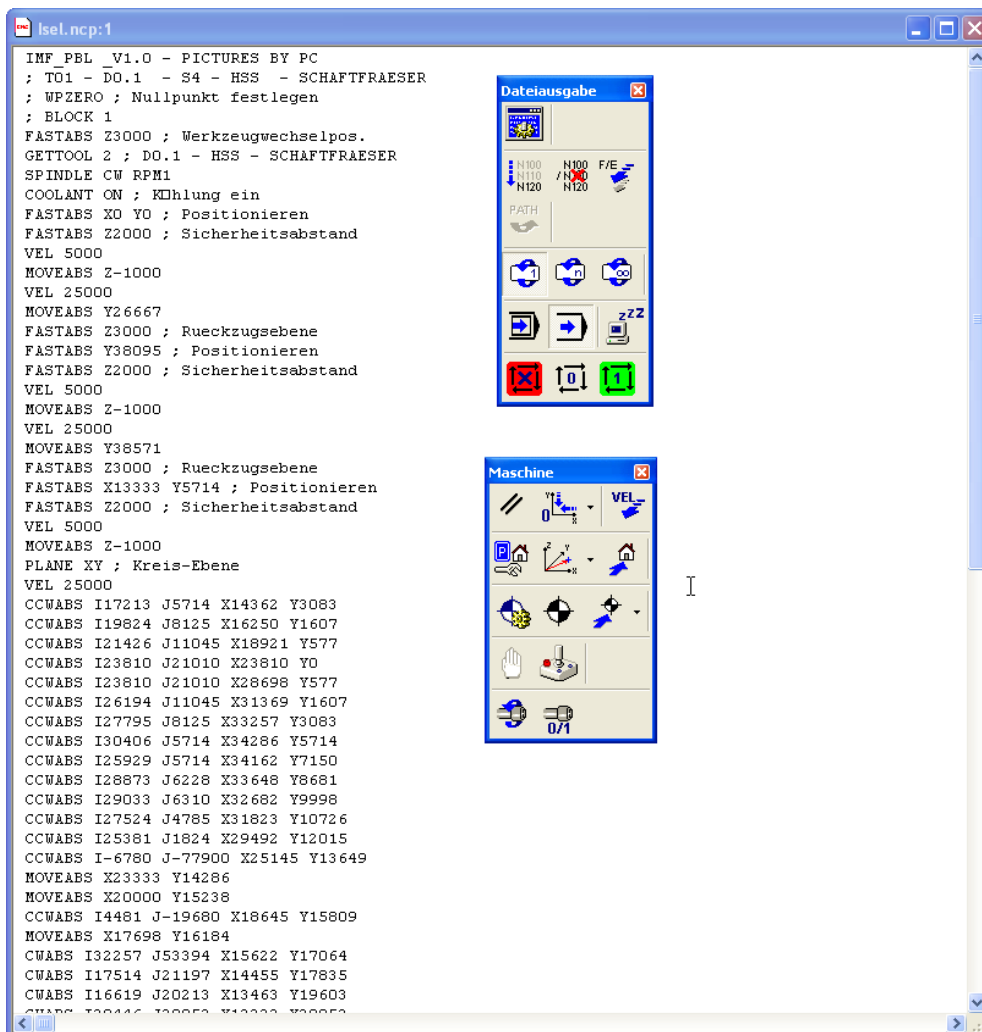 Isel.ncp:1
IMF_PBL _V1.0 - PICTURES BY PC
; T01 - D0.1  - S4 - HSS  - SCHAFTFRAESER
; WPZERO ; Nullpunkt festlegen
; BLOCK 1
FASTABS Z3000 ; Werkzeugwechselpos.
GETTOOL 2 ; D0.1 - HSS - SCHAFTFRAESER
SPINDLE CW RPM1
COOLANT ON ; K□hlung ein
FASTABS X0 Y0 ; Positionieren
FASTABS Z2000 ; Sicherheitsabstand
VEL 5000
MOVEABS Z-1000
VEL 25000
MOVEABS Y26667
FASTABS Z3000 ; Rueckzugsebene
FASTABS Y38095 ; Positionieren
FASTABS Z2000 ; Sicherheitsabstand
VEL 5000
MOVEABS Z-1000
VEL 25000
MOVEABS Y38571
FASTABS Z3000 ; Rueckzugsebene
FASTABS X13333 Y5714 ; Positionieren
FASTABS Z2000 ; Sicherheitsabstand
VEL 5000
MOVEABS Z-1000
PLANE XY ; Kreis-Ebene
VEL 25000
CCWABS I17213 J5714 X14362 Y3083
CCWABS I19824 J8125 X16250 Y1607
CCWABS I21426 J11045 X18921 Y577
CCWABS I23810 J21010 X23810 Y0
CCWABS I23810 J21010 X28698 Y577
CCWABS I26194 J11045 X31369 Y1607
CCWABS I27795 J8125 X33257 Y3083
CCWABS I30406 J5714 X34286 Y5714
CCWABS I25929 J5714 X34162 Y7150
CCWABS I28873 J6228 X33648 Y8681
CCWABS I29033 J6310 X32682 Y9998
CCWABS I27524 J4785 X31823 Y10726
CCWABS I25381 J1824 X29492 Y12015
CCWABS I-6780 J-77900 X25145 Y13649
MOVEABS X23333 Y14286
MOVEABS X20000 Y15238
CCWABS I4481 J-19680 X18645 Y15809
MOVEABS X17698 Y16184
CWABS I32257 J53394 X15622 Y17064
CWABS I17514 J21197 X14455 Y17835
CWABS I16619 J20213 X13463 Y19603
Dateiausgabe
N100
N110
N120
N100
N120
F/E
PATH
1
n
∞
zzZ
0
1
Maschine
Y
0
X
VEL
P
Z
Y
X
0/1